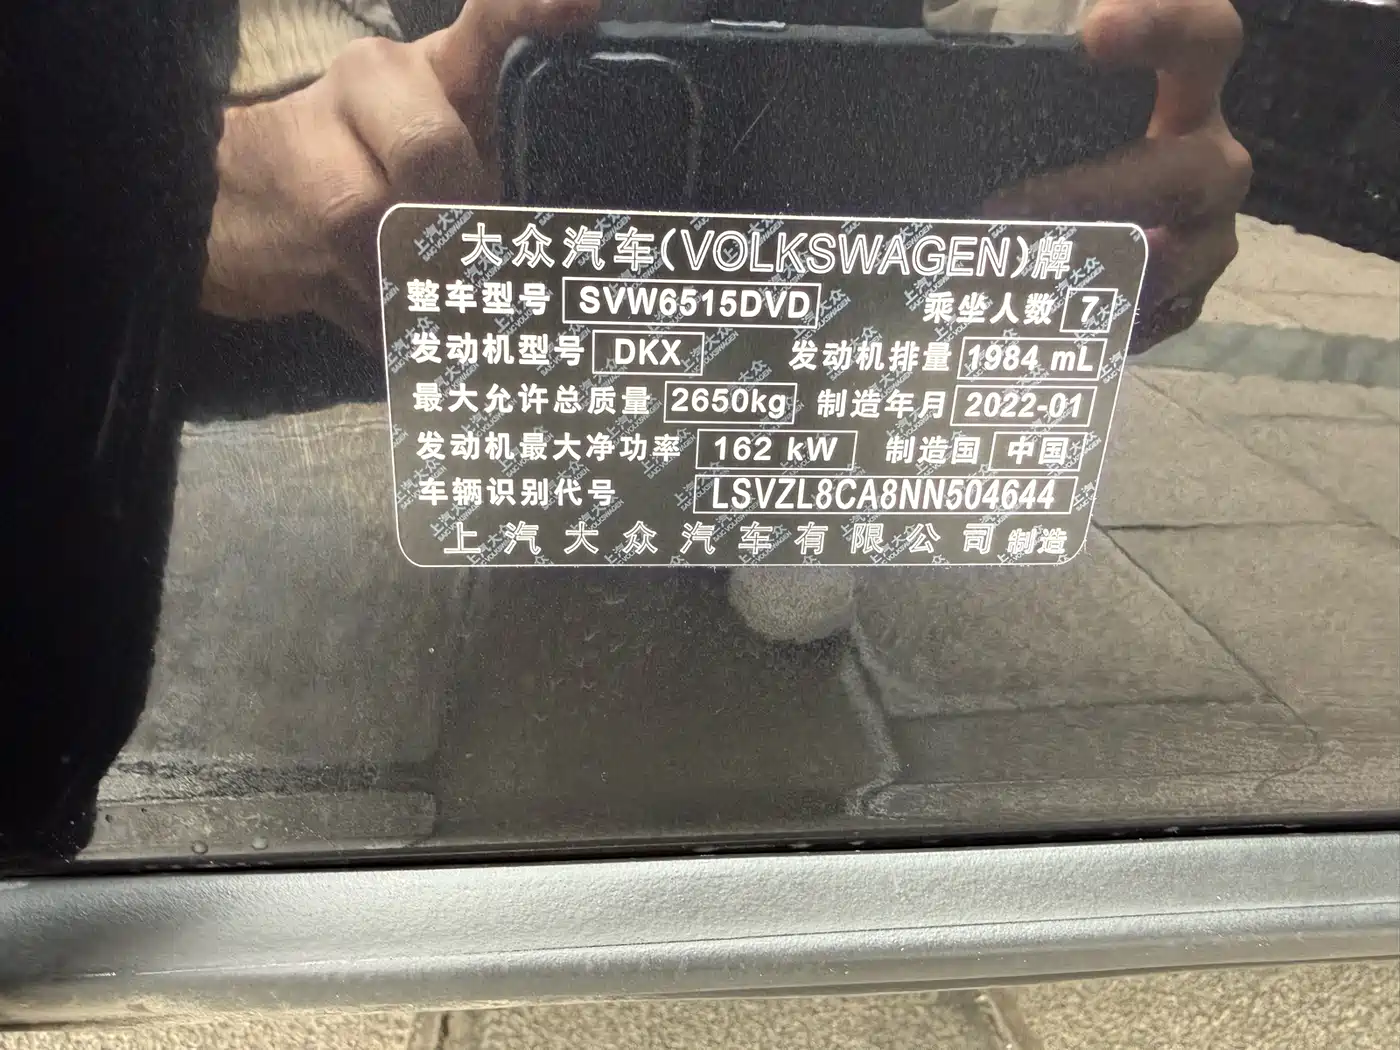 大众汽车(VOLKSWAGEN)牌
整车型号 SVW6515DVD 乘坐人数 7
发动机型号 DKX 发动机排量 1984 mL
最大允许总质量 2650kg 制造年月 2022-01
发动机最大净功率 162 kW 制造国 中国
车辆识别代号 LSVZL8CA8NN504644
上汽大众汽车有限公司 制造